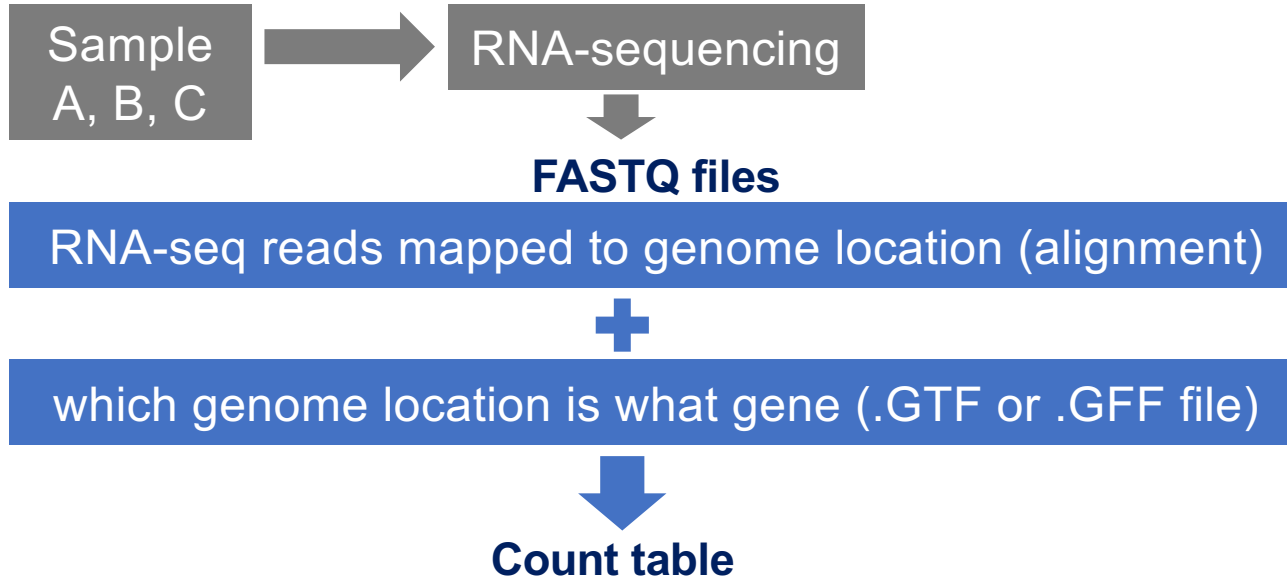 Sample
A, B, C
RNA-sequencing
FASTQ files
RNA-seq reads mapped to genome location (alignment)
which genome location is what gene (.GTF or .GFF file)
Count table